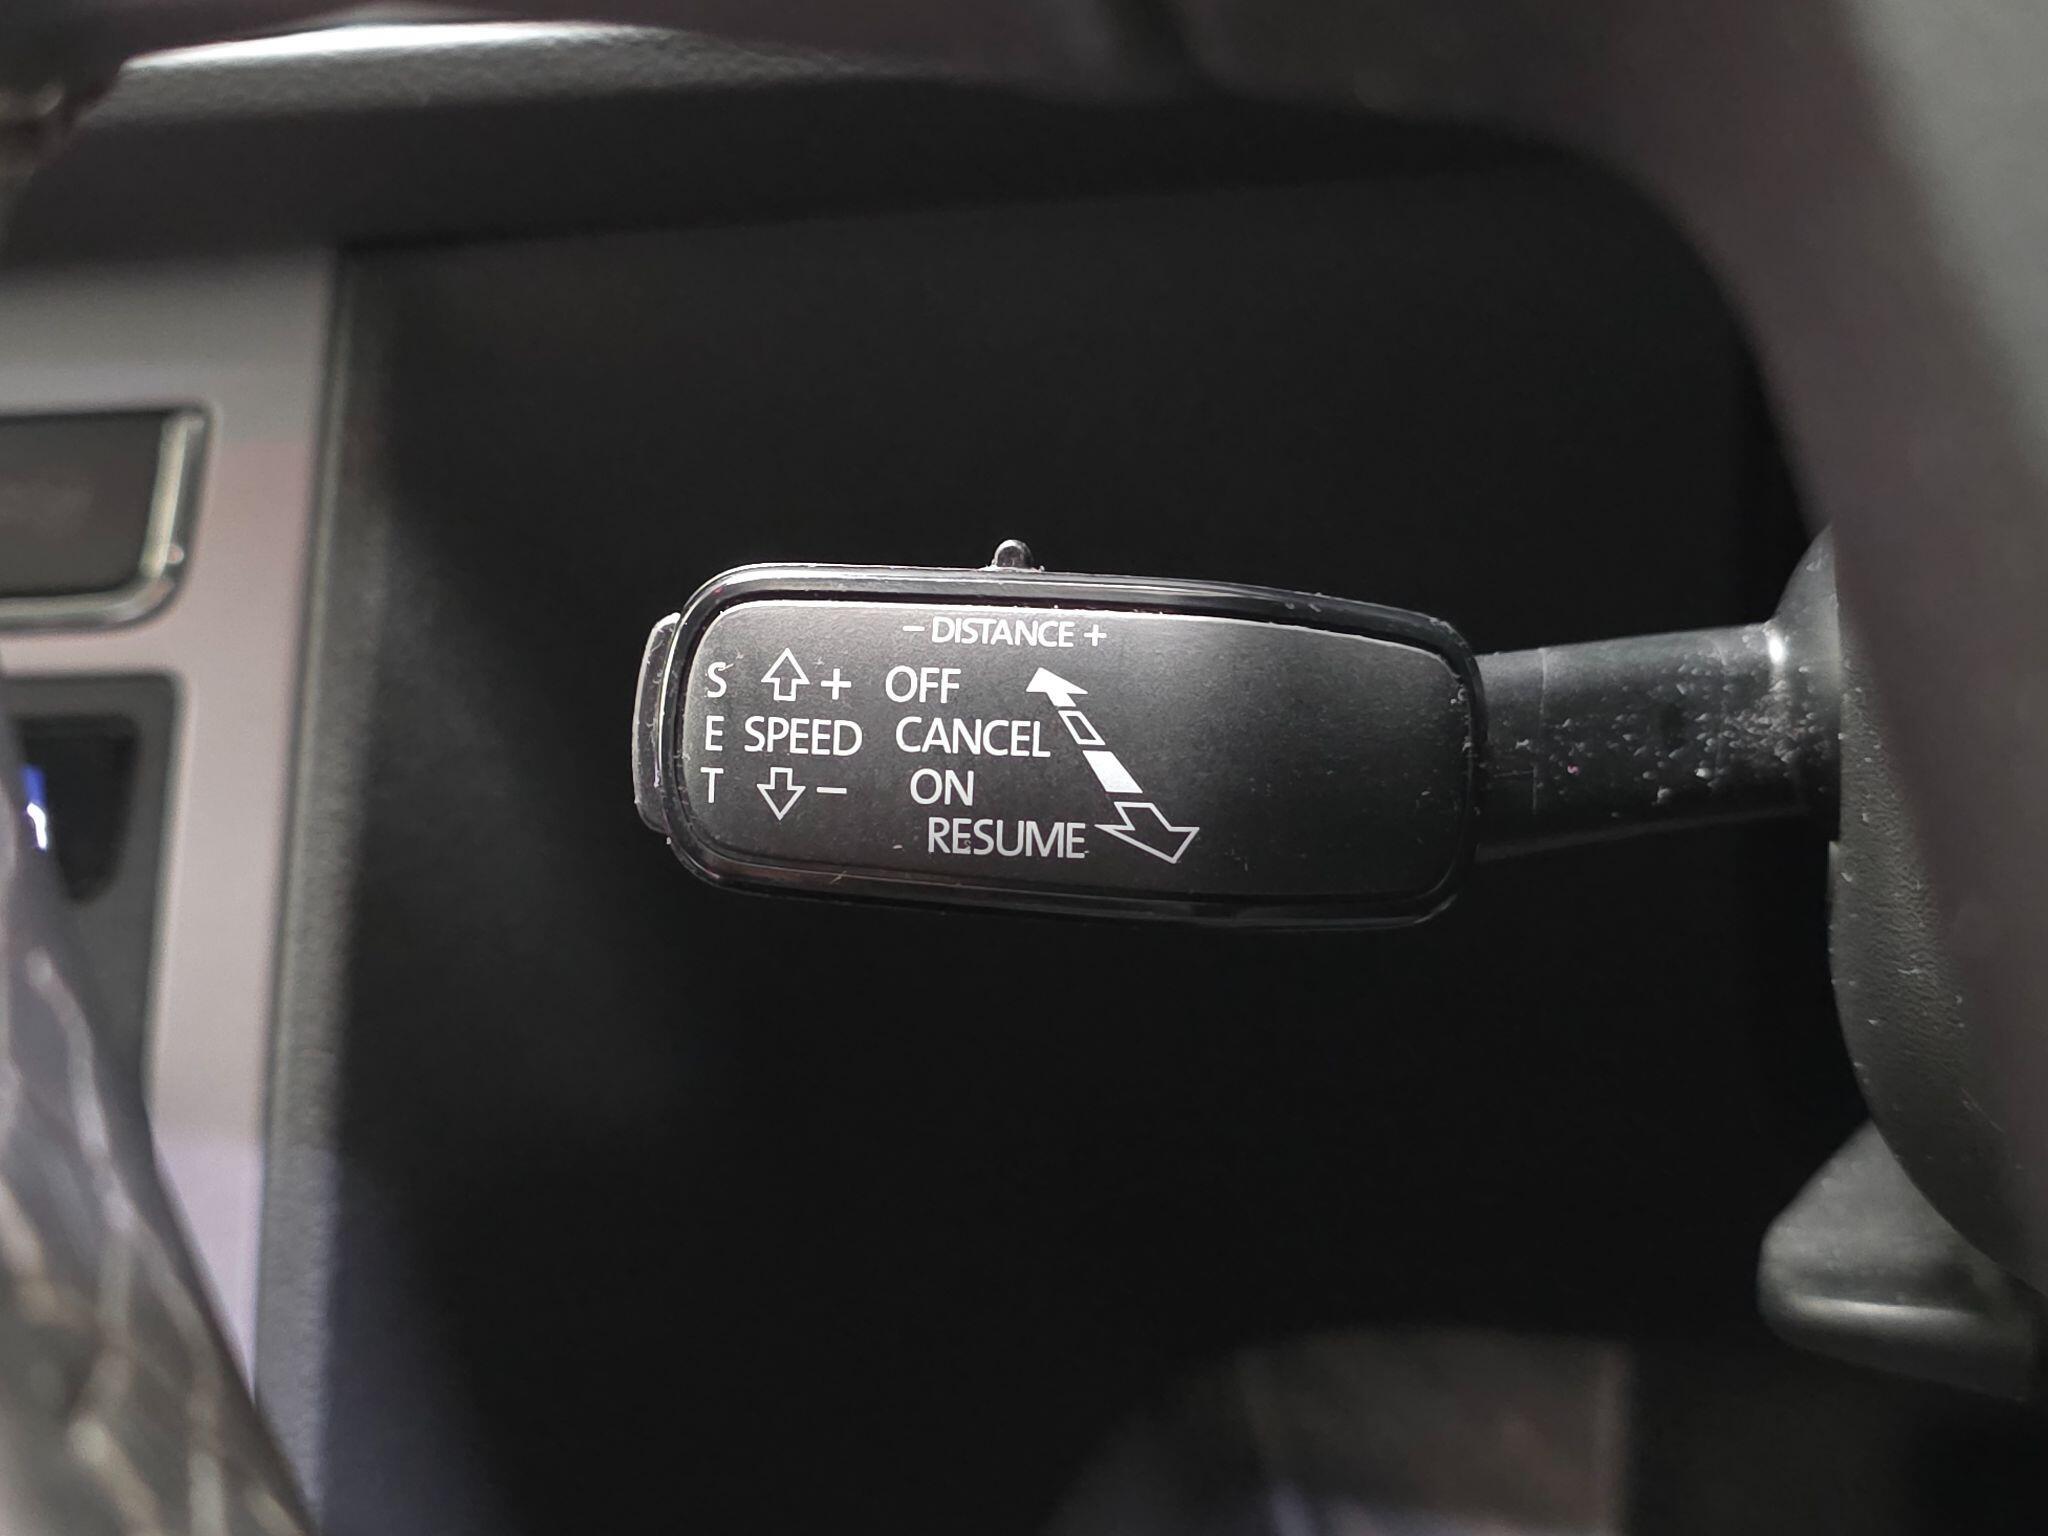 - DISTANCE +
S + OFF
E SPEED CANCEL
T - ON
RESUME